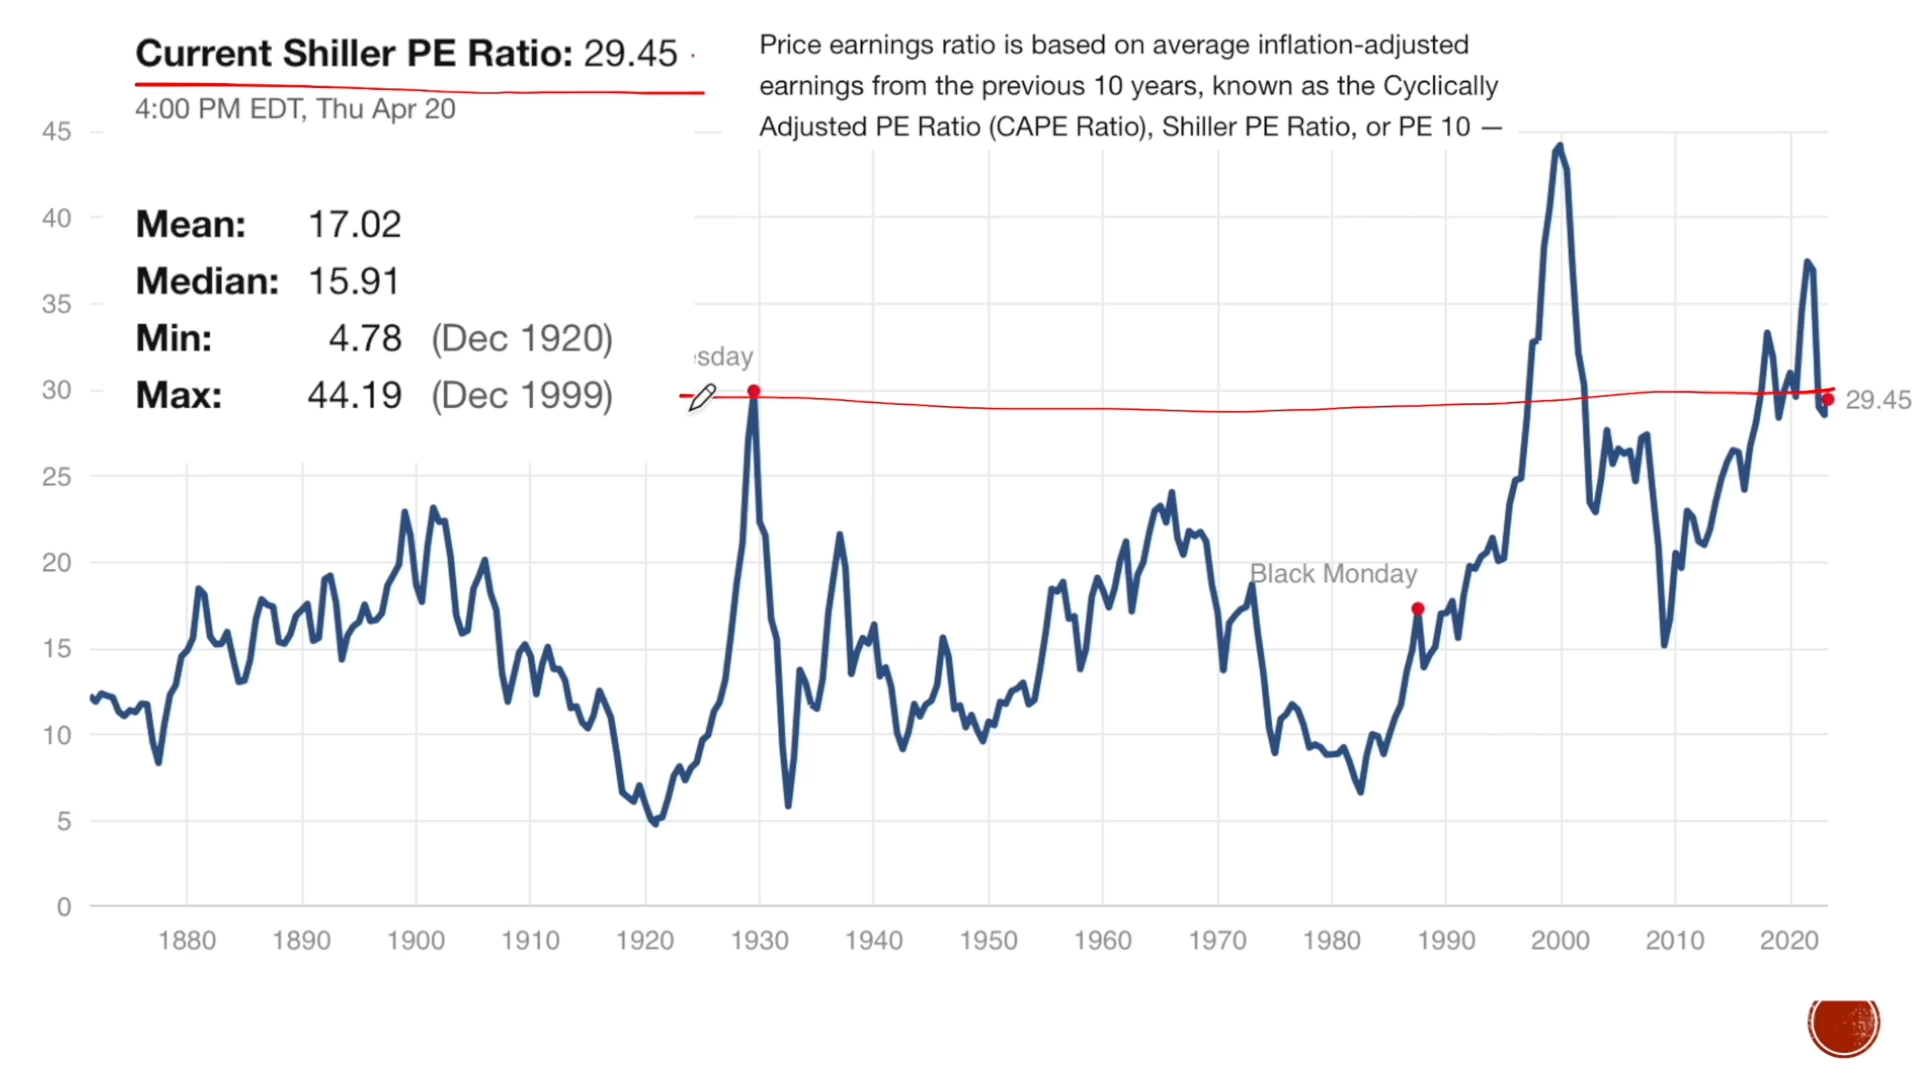 Current Shiller PE Ratio: 29.45
4:00 PM EDT, Thu Apr 20
Price earnings ratio is based on average inflation-adjusted
earnings from the previous 10 years, known as the Cyclically
Adjusted PE Ratio (CAPE Ratio), Shiller PE Ratio, or PE 10 —
Mean: 17.02
Median: 15.91
Min: 4.78 (Dec 1920)
Max: 44.19 (Dec 1999)
45
40
35
30
25
20
15
10
5
0
sday
Black Monday
29.45
1880 1890 1900 1910 1920 1930 1940 1950 1960 1970 1980 1990 2000 2010 2020